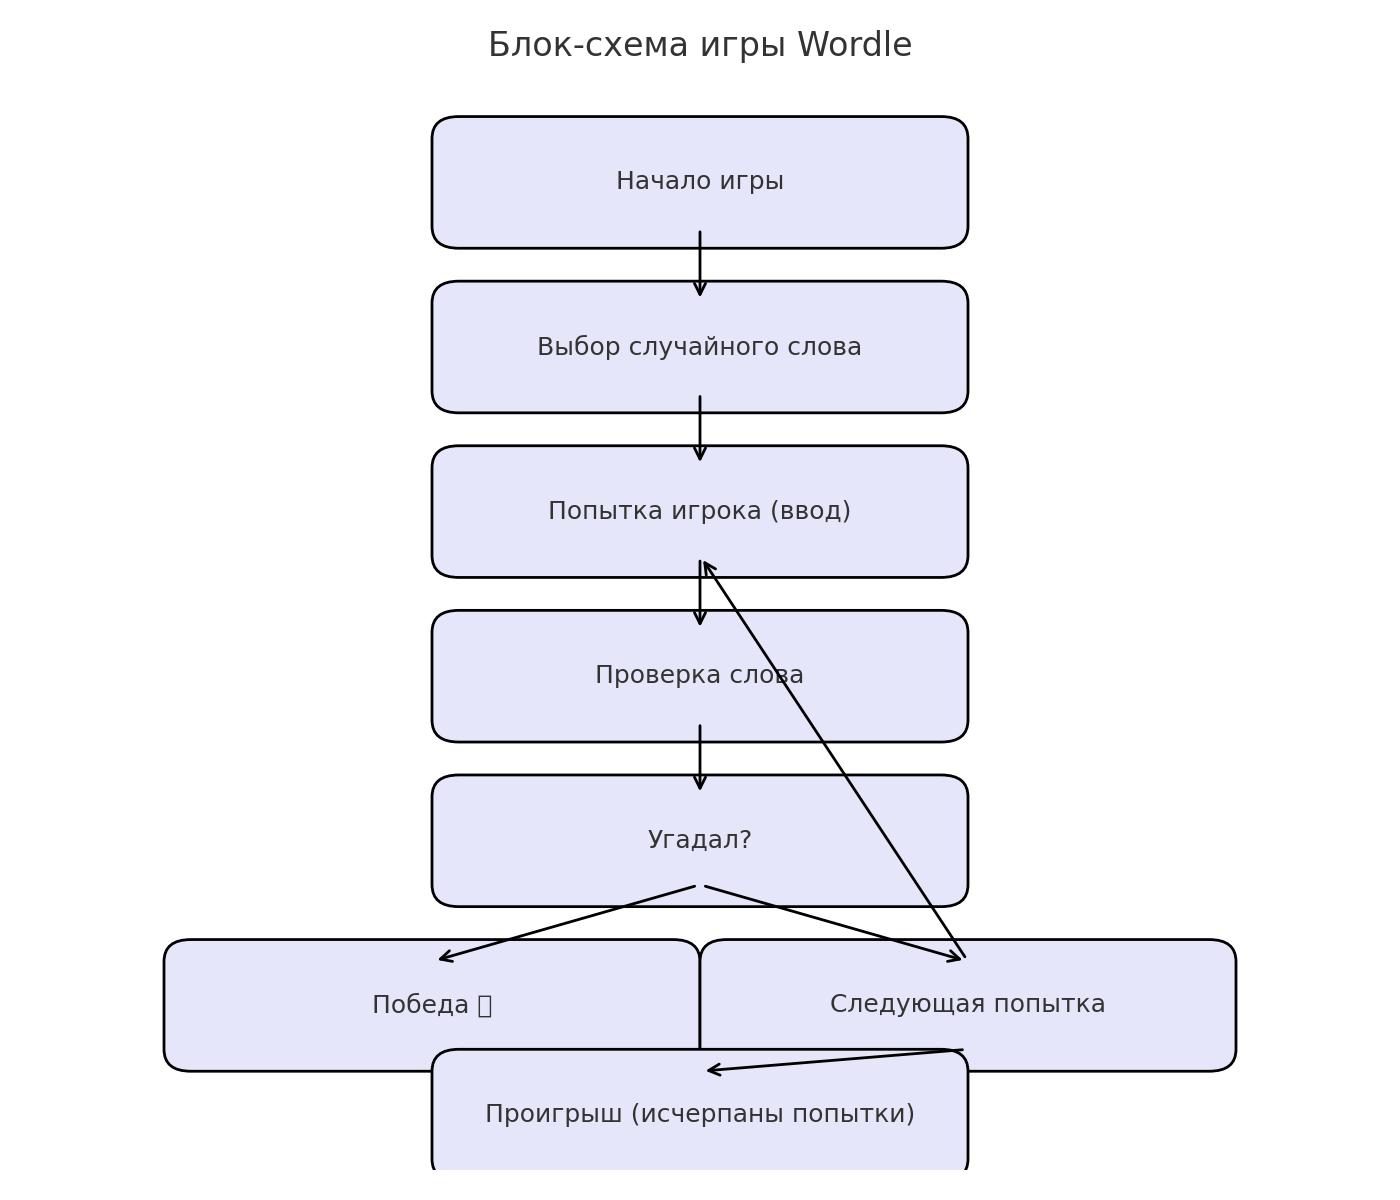 Блок-схема игры Wordle
Начало игры
Выбор случайного слова
Попытка игрока (ввод)
Проверка слова
Угадал?
Победа
Следующая попытка
Проигрыш (исчерпаны попытки)